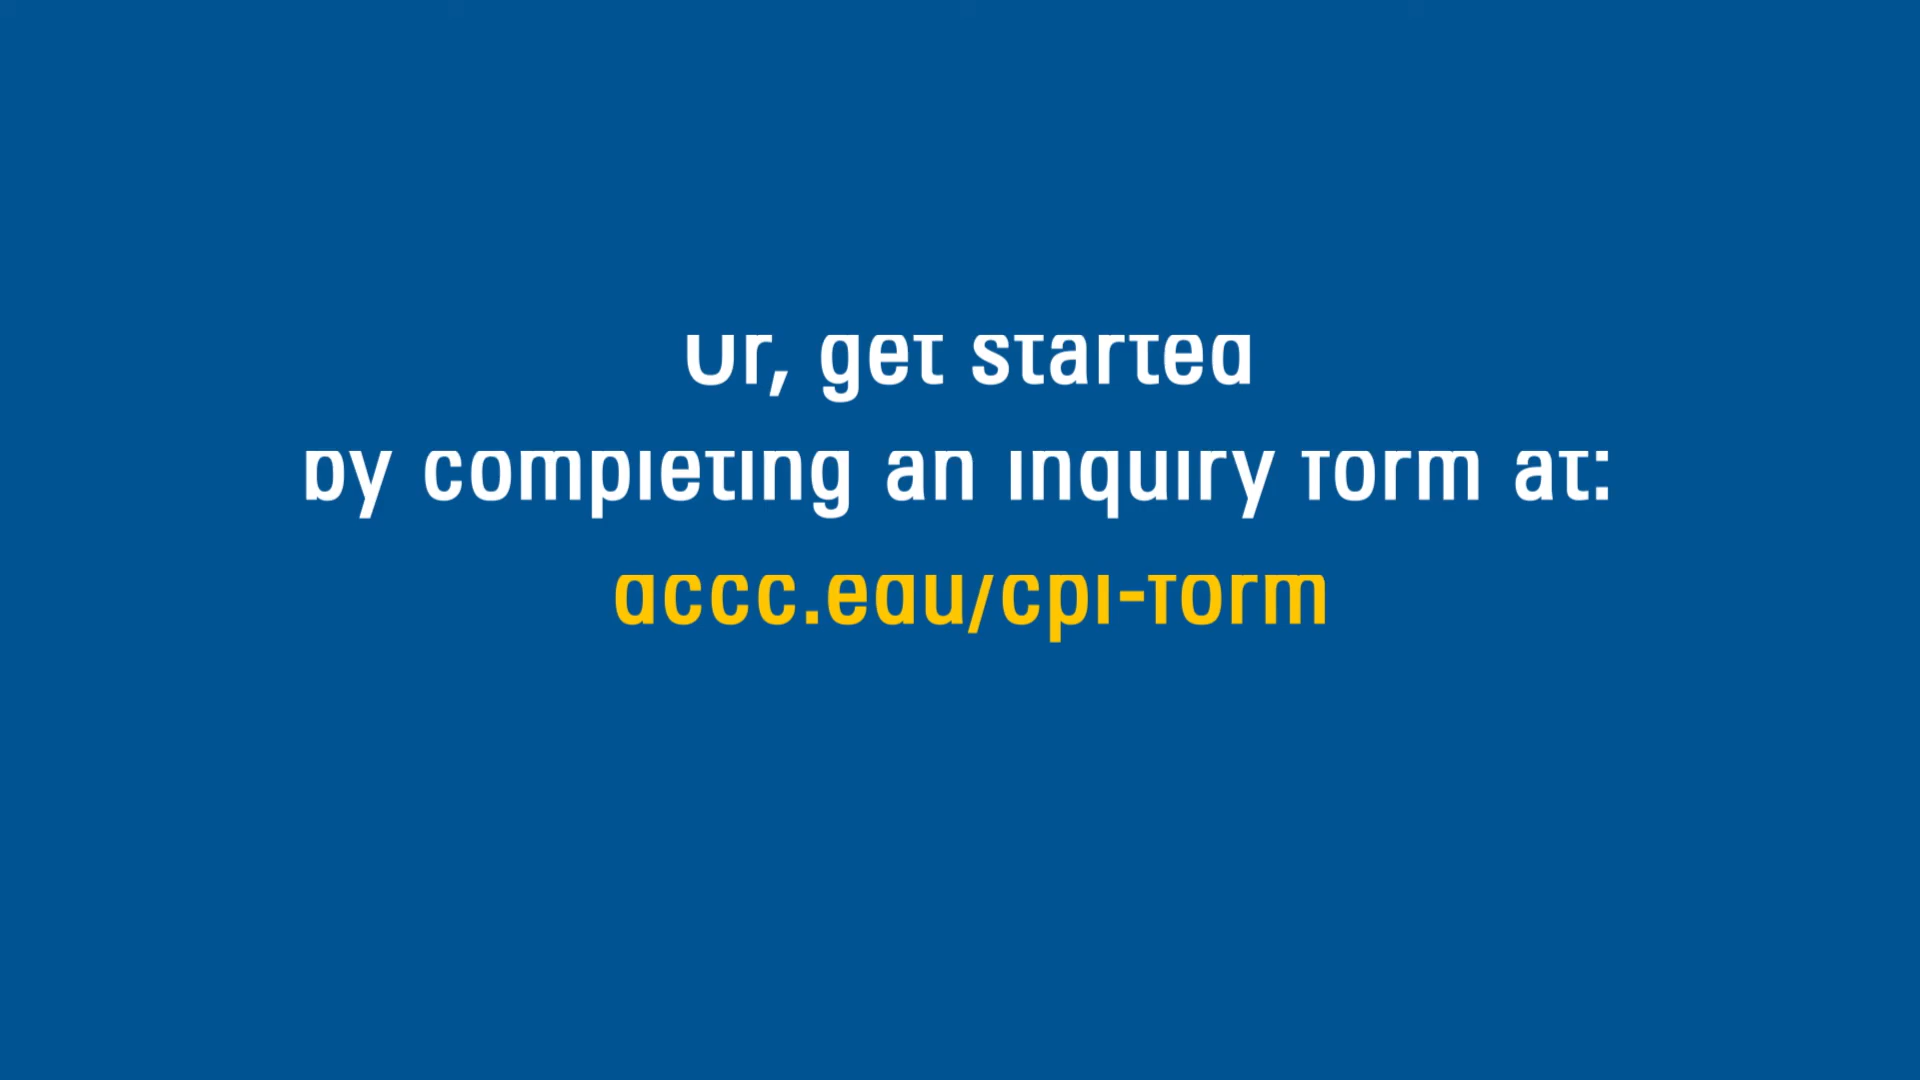 Or, get started
by completing an inquiry form at:
accc.edu/cpi-form